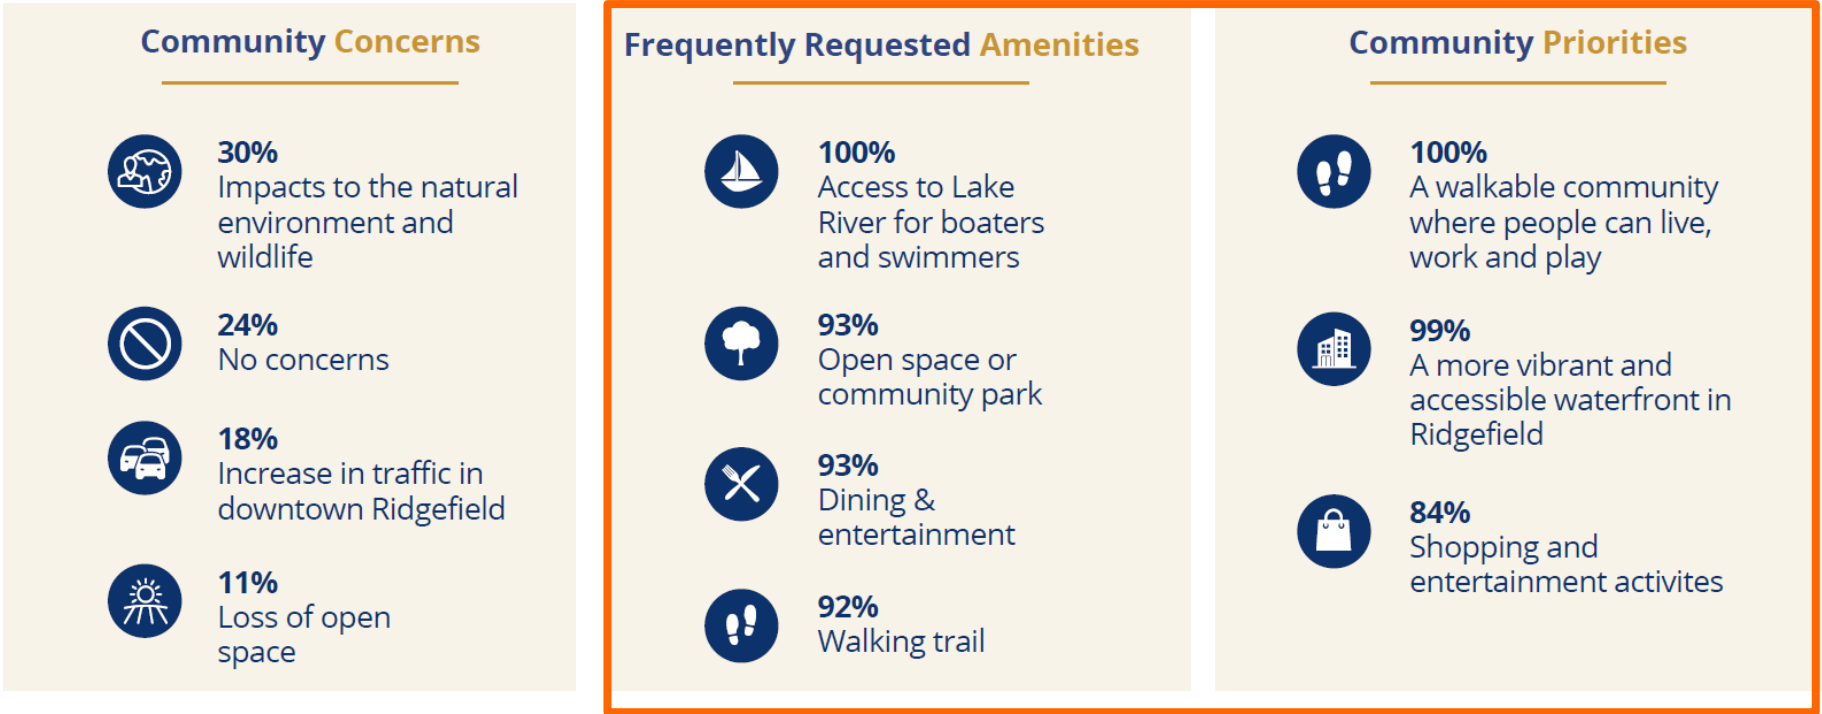 Community Concerns
30%
Impacts to the natural
environment and
wildlife
24%
No concerns
18%
Increase in traffic in
downtown Ridgefield
11%
Loss of open
space
Frequently Requested Amenities
100%
Access to Lake
River for boaters
and swimmers
93%
Open space or
community park
93%
Dining &
entertainment
92%
Walking trail
Community Priorities
100%
A walkable community
where people can live,
work and play
99%
A more vibrant and
accessible waterfront in
Ridgefield
84%
Shopping and
entertainment activites